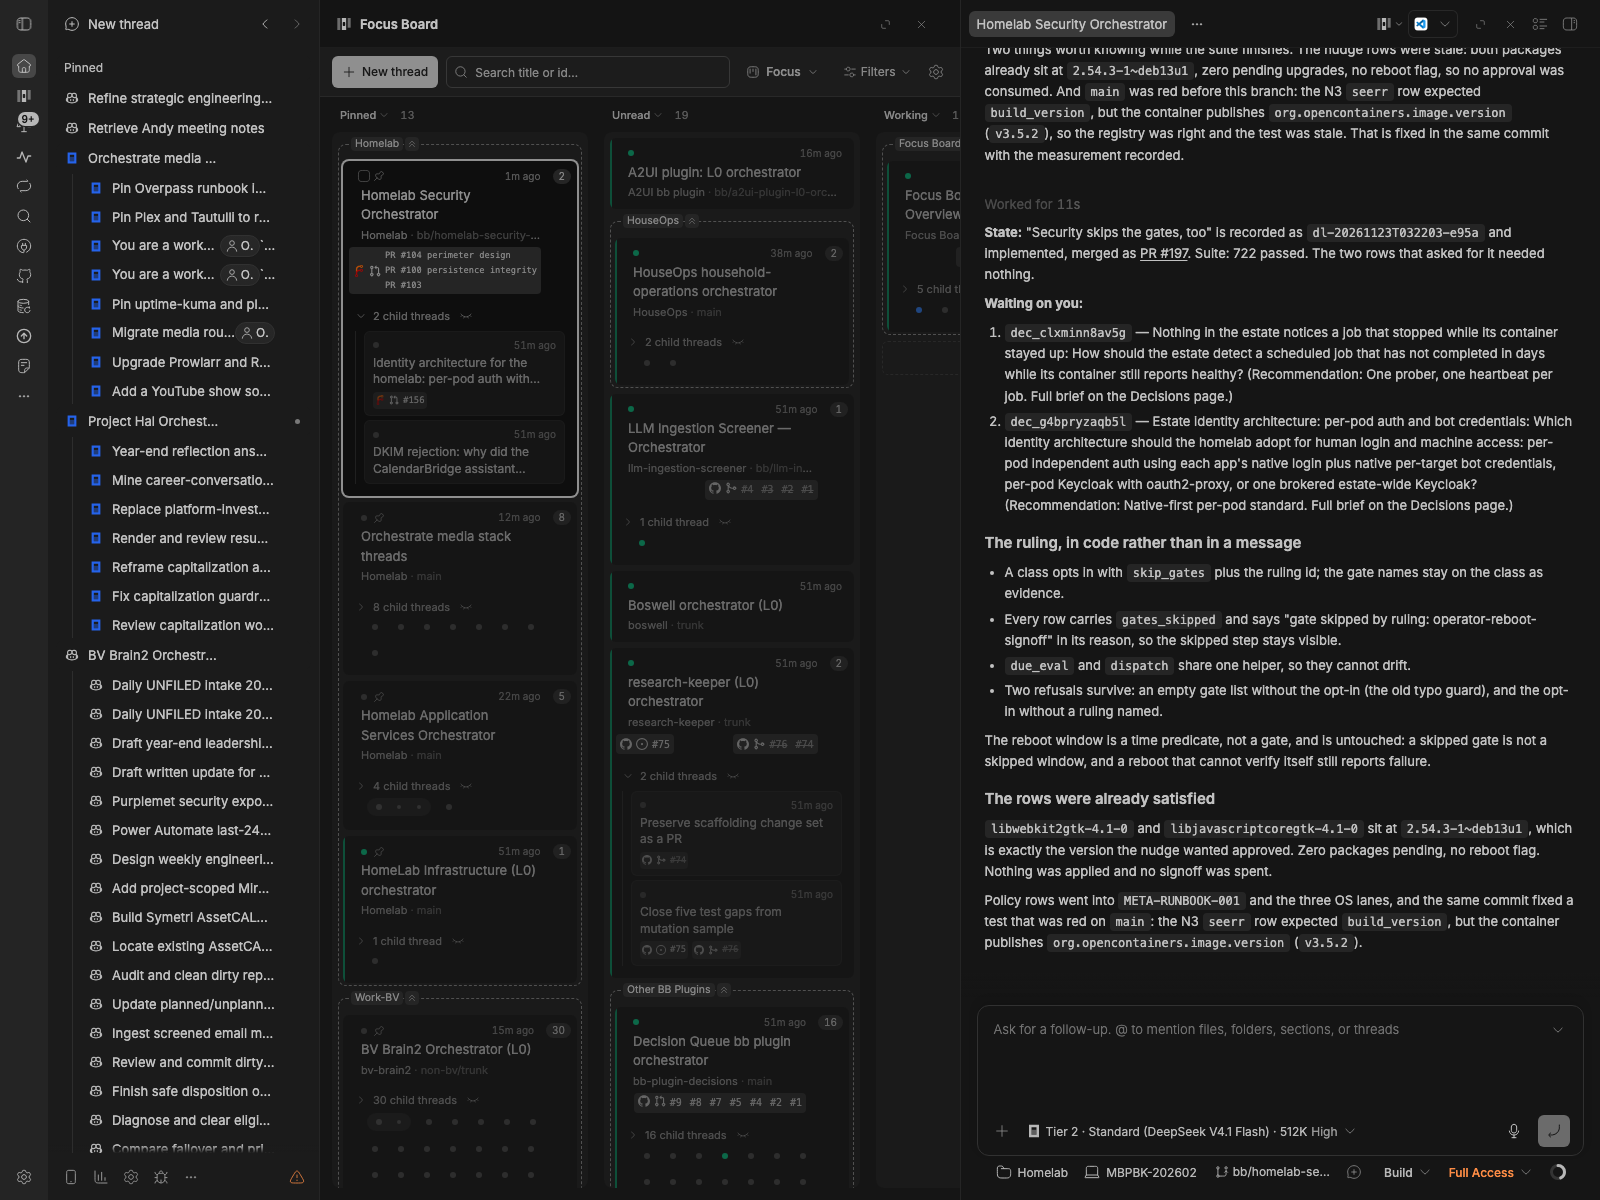 New thread
Pinned
Refine strategic engineering...
Retrieve Andy meeting notes
Orchestrate media ...
Pin Overpass runbook i...
Pin Plex and Tautulli to r...
You are a work... O. '...
You are a work... O. '...
Pin uptime-kuma and pl...
Migrate media rou... O.
Upgrade Prowlarr and R...
Add a YouTube show so...
Project Hal Orchest...
Year-end reflection ans...
Mine career-conversatio...
Replace platform-invest...
Render and review resu...
Reframe capitalization a...
Fix capitalization guardr...
Review capitalization wo...
BV Brain2 Orchestr...
Daily UNFILED intake 20...
Daily UNFILED intake 20...
Draft year-end leadershi...
Draft written update for ...
Purplemet security expo...
Power Automate last-24...
Design weekly engineeri...
Add project-scoped Mir...
Build Symetri AssetCAL...
Locate existing AssetCA...
Audit and clean dirty rep...
Update planned/unplann...
Ingest screened email m...
Review and commit dirty...
Finish safe disposition o...
Diagnose and clear eligi...
Compare failover and pri...
9+
Focus Board
New thread
Search title or id...
Focus
Filters
Pinned 13
Homelab
1m ago 2
Homelab Security
Orchestrator
Homelab · bb/homelab-security-...
PR #104 perimeter design
PR #100 persistence integrity
PR #103
2 child threads
51m ago
Identity architecture for the
homelab: per-pod auth with...
#156
51m ago
DKIM rejection: why did the
CalendarBridge assistant...
12m ago 8
Orchestrate media stack
threads
Homelab · main
8 child threads
22m ago 5
Homelab Application
Services Orchestrator
Homelab · main
4 child threads
51m ago 1
HomeLab Infrastructure (L0)
orchestrator
Homelab · main
1 child thread
Work-BV
15m ago 30
BV Brain2 Orchestrator (L0)
bv-brain2 · non-bv/trunk
30 child threads
Unread 19
16m ago
A2UI plugin: L0 orchestrator
A2UI bb plugin · bb/a2ui-plugin-l0-orc...
HouseOps
38m ago 2
HouseOps household-
operations orchestrator
HouseOps · main
2 child threads
51m ago 1
LLM Ingestion Screener —
Orchestrator
llm-ingestion-screener · bb/llm-in...
#4 #3 #2 #1
1 child thread
51m ago
Boswell orchestrator (L0)
boswell · trunk
51m ago 2
research-keeper (L0)
orchestrator
research-keeper · trunk
#75 #76 #74
2 child threads
51m ago
Preserve scaffolding change set
as a PR
#74
51m ago
Close five test gaps from
mutation sample
#75 #76
Other BB Plugins
51m ago 16
Decision Queue bb plugin
orchestrator
bb-plugin-decisions · main
#9 #8 #7 #5 #4 #2 #1
16 child threads
Working 1
Focus Board
Focus Bo
Overview
Focus Boa
5 child t
Homelab Security Orchestrator
Two things worth knowing while the suite finishes. The nudge rows were stale: both packages
already sit at 2.54.3-1~deb13u1 , zero pending upgrades, no reboot flag, so no approval was
consumed. And main was red before this branch: the N3 seerr row expected
build_version , but the container publishes org.opencontainers.image.version
( v3.5.2 ), so the registry was right and the test was stale. That is fixed in the same commit
with the measurement recorded.
Worked for 11s
State: "Security skips the gates, too" is recorded as dl-20261123T032203-e95a and
implemented, merged as PR #197. Suite: 722 passed. The two rows that asked for it needed
nothing.
Waiting on you:
1. dec_clxminn8av5g — Nothing in the estate notices a job that stopped while its container
stayed up: How should the estate detect a scheduled job that has not completed in days
while its container still reports healthy? (Recommendation: One prober, one heartbeat per
job. Full brief on the Decisions page.)
2. dec_g4bpryzaqb5l — Estate identity architecture: per-pod auth and bot credentials: Which
identity architecture should the homelab adopt for human login and machine access: per-
pod independent auth using each app's native login plus native per-target bot credentials,
per-pod Keycloak with oauth2-proxy, or one brokered estate-wide Keycloak?
(Recommendation: Native-first per-pod standard. Full brief on the Decisions page.)
The ruling, in code rather than in a message
• A class opts in with skip_gates plus the ruling id; the gate names stay on the class as
evidence.
• Every row carries gates_skipped and says "gate skipped by ruling: operator-reboot-
signoff" in its reason, so the skipped step stays visible.
• due_eval and dispatch share one helper, so they cannot drift.
• Two refusals survive: an empty gate list without the opt-in (the old typo guard), and the opt-
in without a ruling named.
The reboot window is a time predicate, not a gate, and is untouched: a skipped gate is not a
skipped window, and a reboot that cannot verify itself still reports failure.
The rows were already satisfied
libwebkit2gtk-4.1-0 and libjavascriptcoregtk-4.1-0 sit at 2.54.3-1~deb13u1 , which
is exactly the version the nudge wanted approved. Zero packages pending, no reboot flag.
Nothing was applied and no signoff was spent.
Policy rows went into META-RUNBOOK-001 and the three OS lanes, and the same commit fixed a
test that was red on main : the N3 seerr row expected build_version , but the container
publishes org.opencontainers.image.version ( v3.5.2 ).
Ask for a follow-up. @ to mention files, folders, sections, or threads
Tier 2 · Standard (DeepSeek V4.1 Flash) · 512K High
Homelab MBPBK-202602 bb/homelab-se... Build Full Access